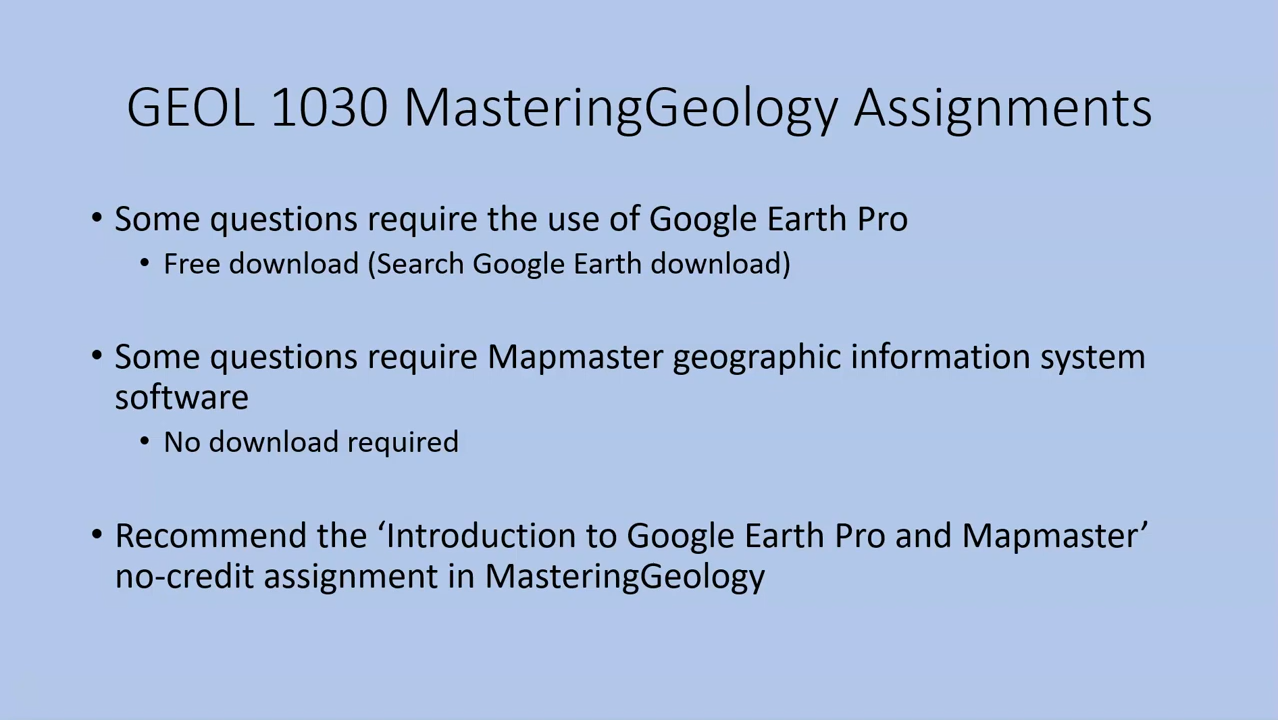 GEOL 1030 MasteringGeology Assignments
• Some questions require the use of Google Earth Pro
• Free download (Search Google Earth download)
• Some questions require Mapmaster geographic information system
software
• No download required
• Recommend the ‘Introduction to Google Earth Pro and Mapmaster’
no-credit assignment in MasteringGeology